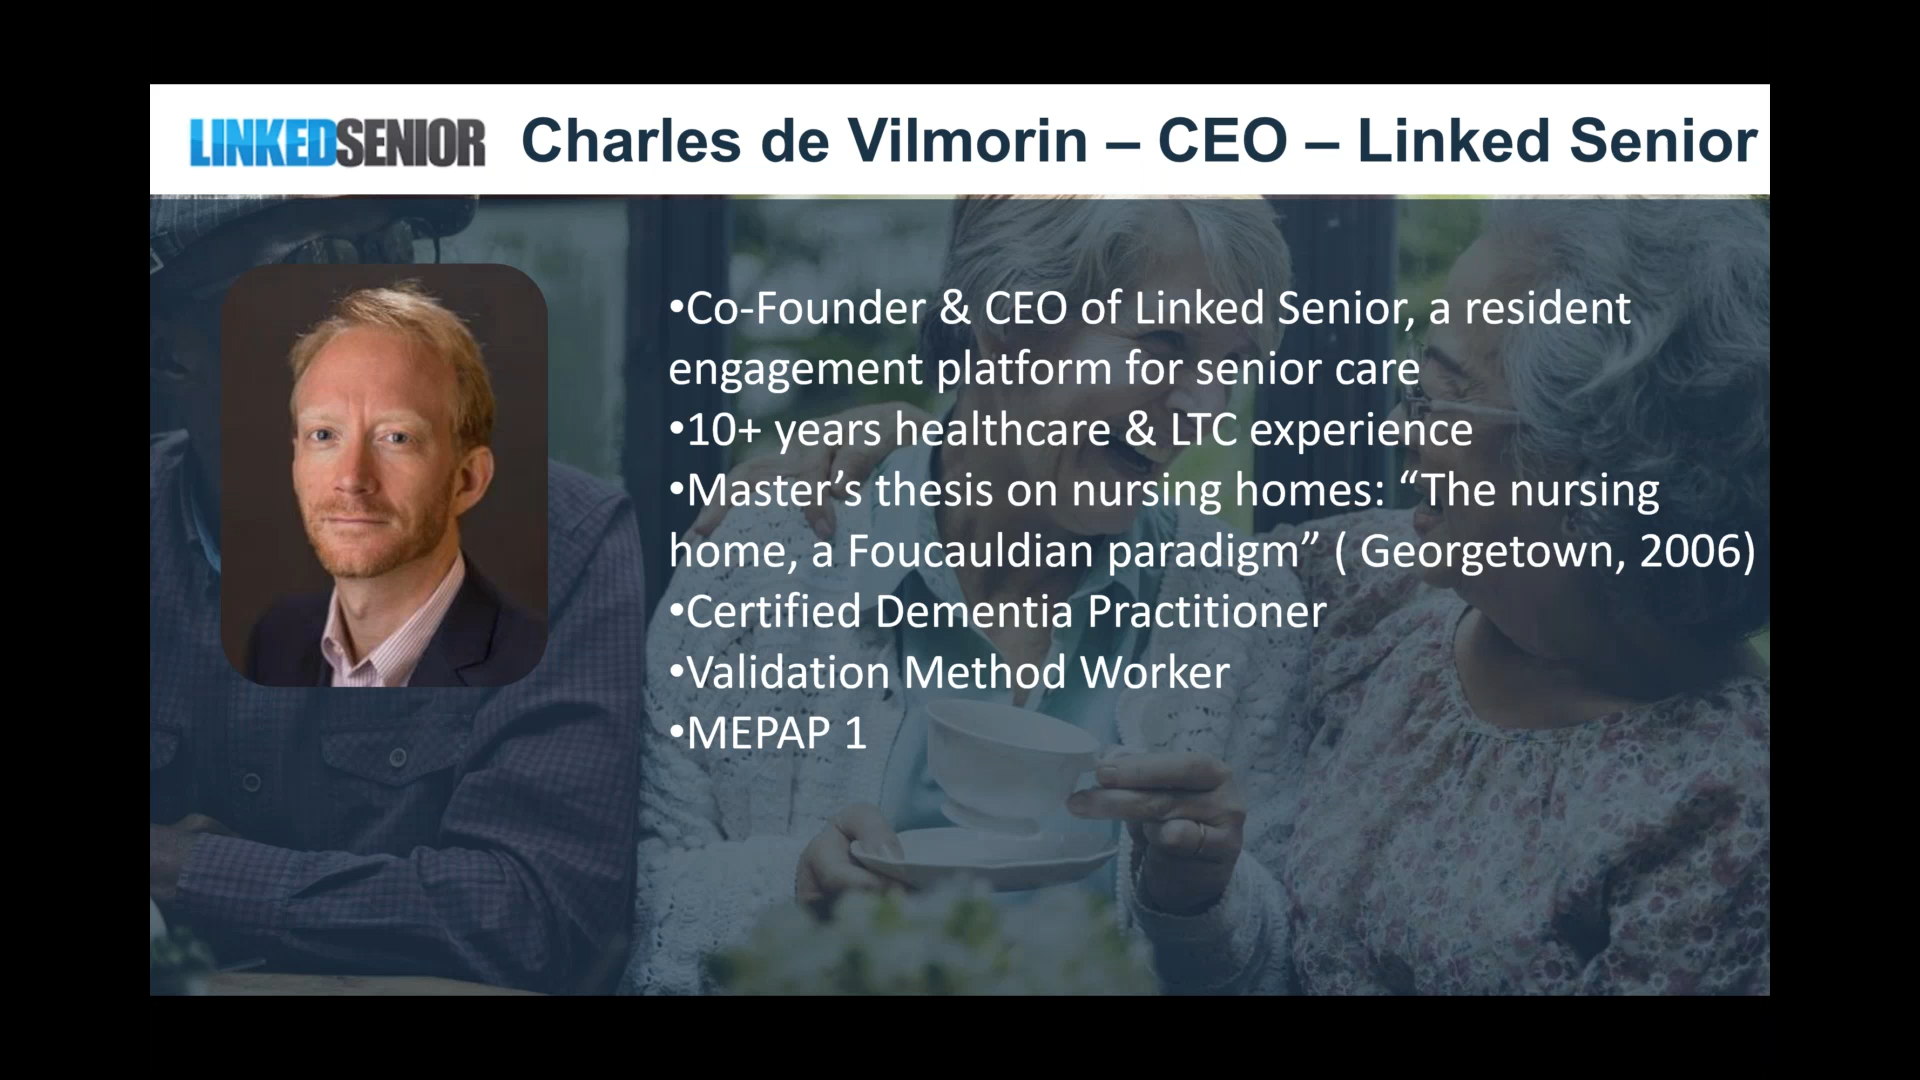 LINKEDSENIOR Charles de Vilmorin – CEO – Linked Senior
•Co-Founder & CEO of Linked Senior, a resident
engagement platform for senior care
•10+ years healthcare & LTC experience
•Master’s thesis on nursing homes: “The nursing
home, a Foucauldian paradigm” ( Georgetown, 2006)
•Certified Dementia Practitioner
•Validation Method Worker
•MEPAP 1